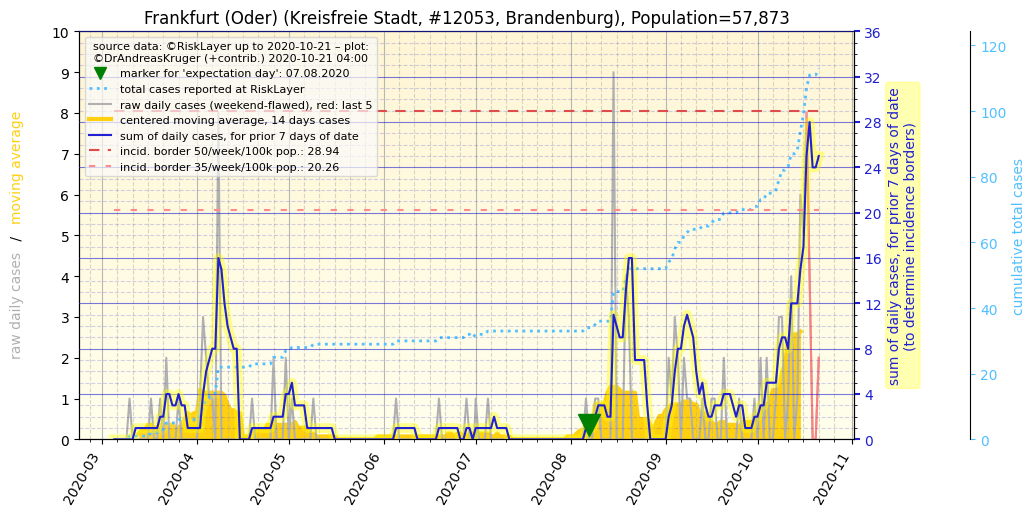 Frankfurt (Oder) (Kreisfreie Stadt, #12053, Brandenburg), Population=57,873
source data: ©RiskLayer up to 2020-10-21 – plot:
©DrAndreasKruger (+contrib.) 2020-10-21 04:00
marker for 'expectation day': 07.08.2020
total cases reported at RiskLayer
raw daily cases (weekend-flawed), red: last 5
centered moving average, 14 days cases
sum of daily cases, for prior 7 days of date
incid. border 50/week/100k pop.: 28.94
incid. border 35/week/100k pop.: 20.26
raw daily cases / moving average
10
9
8
7
6
5
4
3
2
1
0
2020-03
2020-04
2020-05
2020-06
2020-07
2020-08
2020-09
2020-10
2020-11
36
32
28
24
20
16
12
8
4
0
sum of daily cases, for prior 7 days of date
(to determine incidence borders)
120
100
80
60
40
20
0
cumulative total cases